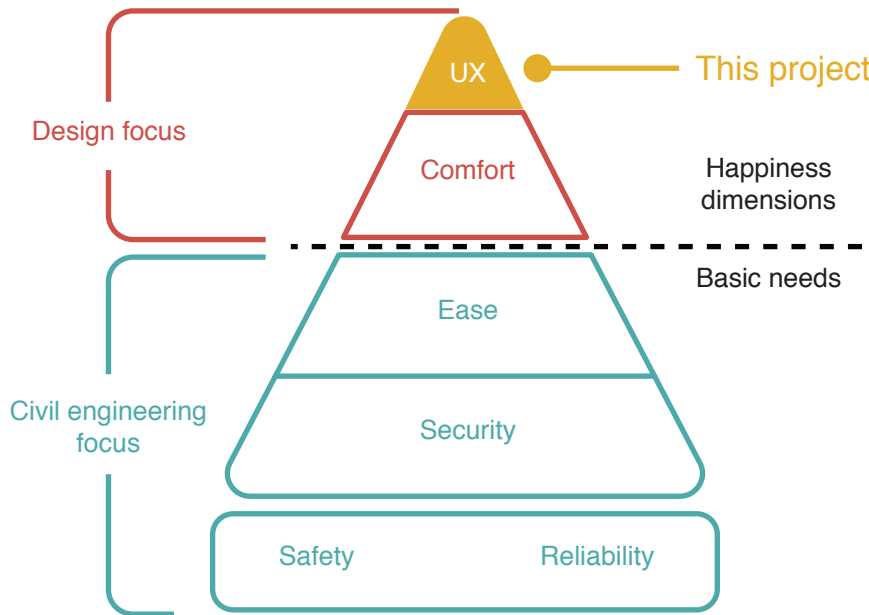 UX
This project
Design focus
Comfort
Happiness
dimensions
Basic needs
Ease
Civil engineering
focus
Security
Safety
Reliability